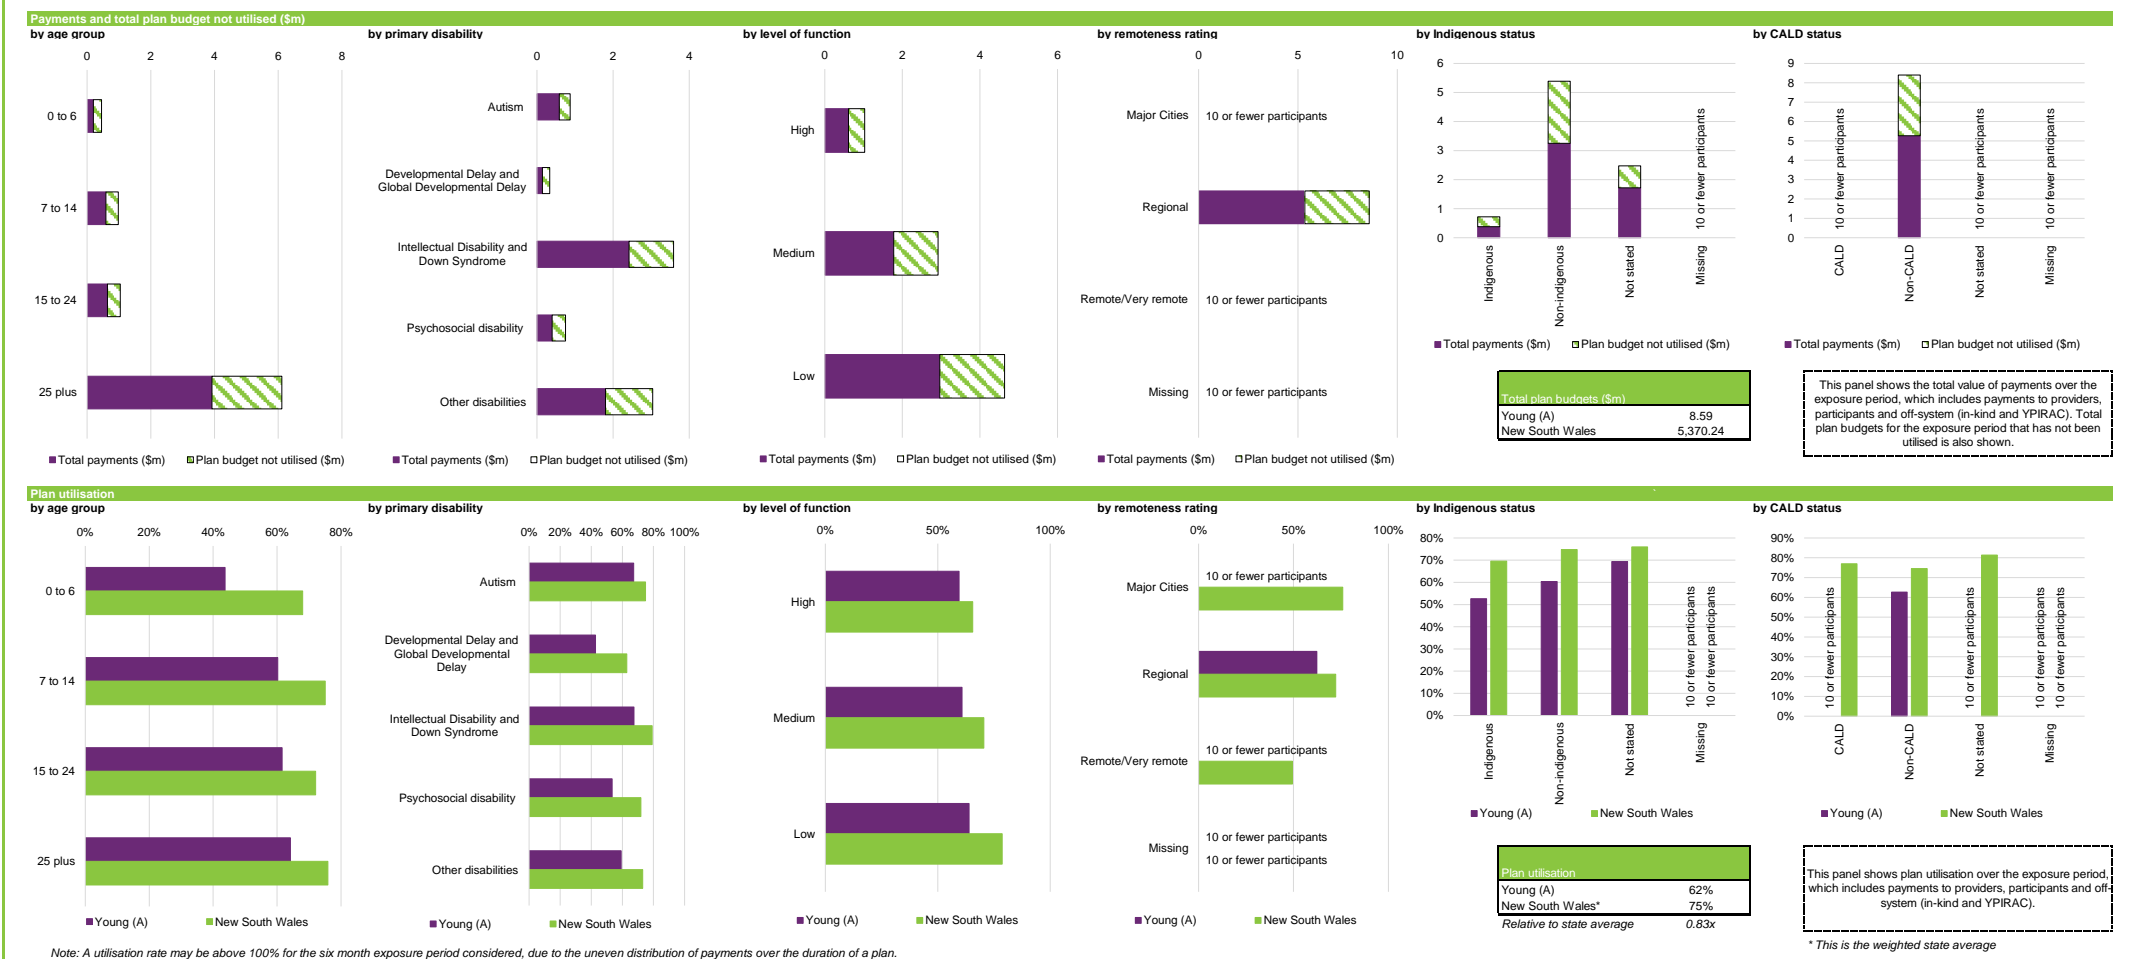 Payments and total plan budget not utilised ($m)
by age group
0 2 4 6 8
0 to 6
7 to 14
15 to 24
25 plus
Total payments ($m) Plan budget not utilised ($m)
by primary disability
0 2 4
Autism
Developmental Delay and
Global Developmental Delay
Intellectual Disability and
Down Syndrome
Psychosocial disability
Other disabilities
Total payments ($m) Plan budget not utilised ($m)
by level of function
0 2 4 6
High
Medium
Low
Total payments ($m) Plan budget not utilised ($m)
by remoteness rating
0 5 10
Major Cities 10 or fewer participants
Regional
Remote/Very remote 10 or fewer participants
Missing 10 or fewer participants
Total payments ($m) Plan budget not utilised ($m)
by Indigenous status
6
5
4
3
2
1
0
10 or fewer participants
Indigenous
Non-indigenous
Not stated
Missing
Total payments ($m) Plan budget not utilised ($m)
Total plan budgets ($m)
Young (A) 8.59
New South Wales 5,370.24
by CALD status
9
8
7
6
5
4
3
2
1
0
10 or fewer participants
10 or fewer participants
10 or fewer participants
CALD
Non-CALD
Not stated
Missing
Total payments ($m) Plan budget not utilised ($m)
This panel shows the total value of payments over the
exposure period, which includes payments to providers,
participants and off-system (in-kind and YPIRAC). Total
plan budgets for the exposure period that has not been
utilised is also shown.
Plan utilisation
by age group
0% 20% 40% 60% 80%
0 to 6
7 to 14
15 to 24
25 plus
Young (A) New South Wales
by primary disability
0% 20% 40% 60% 80% 100%
Autism
Developmental Delay and
Global Developmental
Delay
Intellectual Disability and
Down Syndrome
Psychosocial disability
Other disabilities
Young (A) New South Wales
by level of function
0% 50% 100%
High
Medium
Low
Young (A) New South Wales
by remoteness rating
0% 50% 100%
10 or fewer participants
Major Cities
Regional
10 or fewer participants
Remote/Very remote
10 or fewer participants
Missing
10 or fewer participants
Young (A) New South Wales
by Indigenous status
80%
70%
60%
50%
40%
30%
20%
10%
0%
10 or fewer participants
10 or fewer participants
Indigenous
Non-indigenous
Not stated
Missing
Young (A) New South Wales
Plan utilisation
Young (A) 62%
New South Wales* 75%
Relative to state average 0.83x
by CALD status
90%
80%
70%
60%
50%
40%
30%
20%
10%
0%
10 or fewer participants
10 or fewer participants
10 or fewer participants
10 or fewer participants
CALD
Non-CALD
Not stated
Missing
Young (A) New South Wales
This panel shows plan utilisation over the exposure period,
which includes payments to providers, participants and off-
system (in-kind and YPIRAC).
* This is the weighted state average
Note: A utilisation rate may be above 100% for the six month exposure period considered, due to the uneven distribution of payments over the duration of a plan.